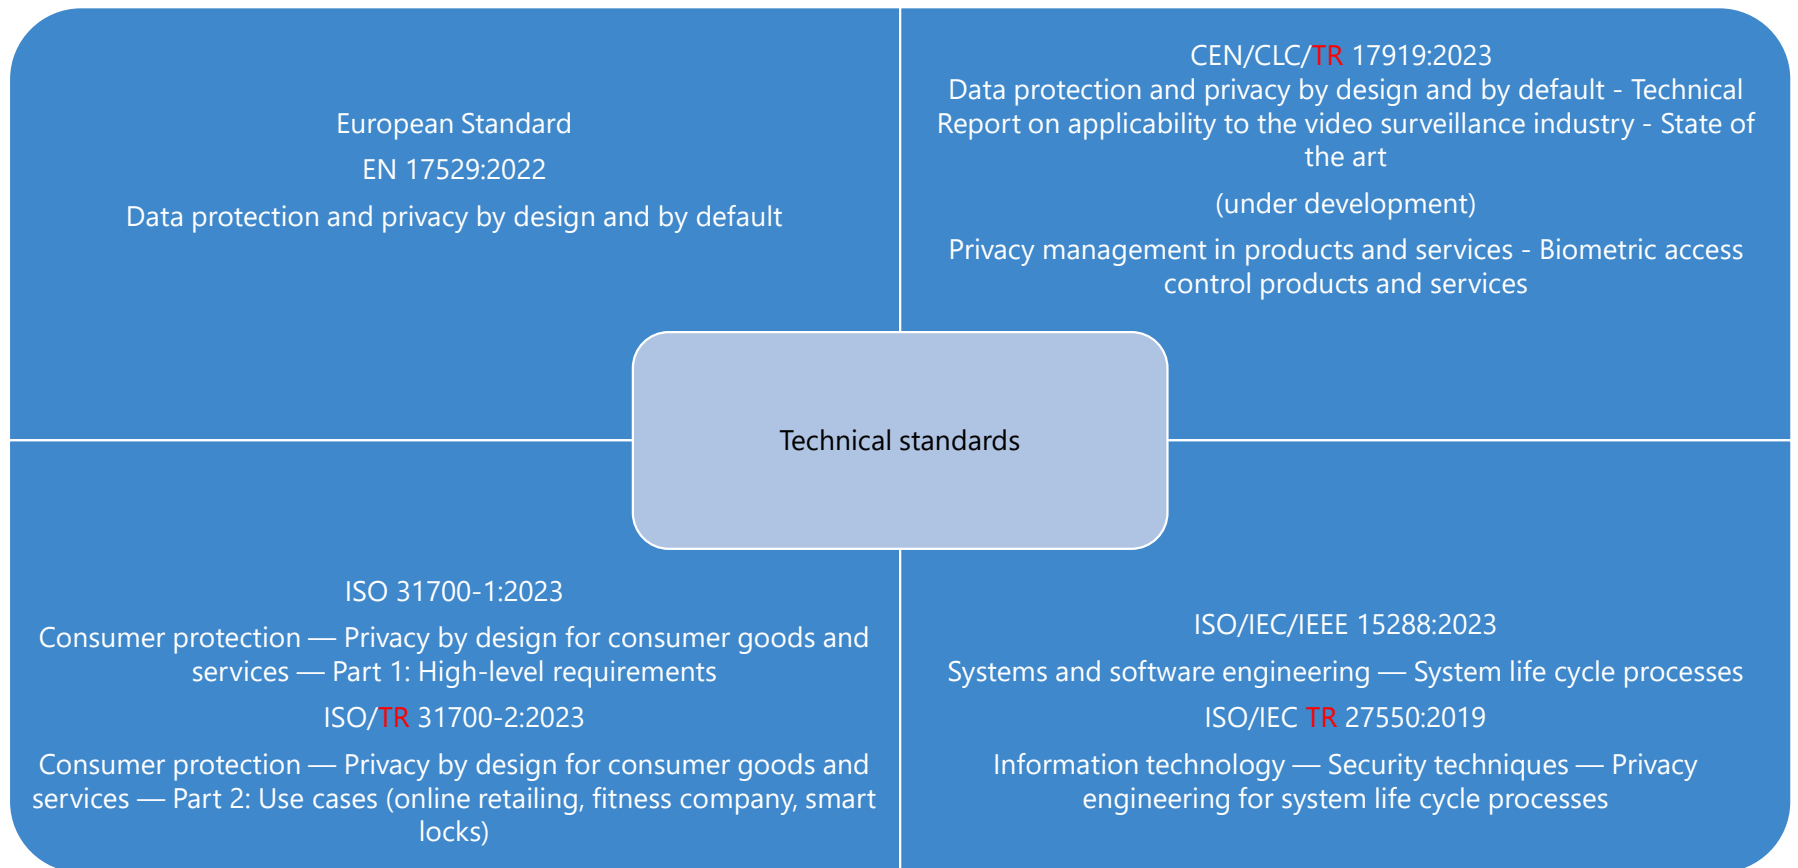 European Standard
EN 17529:2022
Data protection and privacy by design and by default
CEN/CLC/TR 17919:2023
Data protection and privacy by design and by default - Technical
Report on applicability to the video surveillance industry - State of
the art
(under development)
Privacy management in products and services - Biometric access
control products and services
Technical standards
ISO 31700-1:2023
Consumer protection — Privacy by design for consumer goods and
services — Part 1: High-level requirements
ISO/TR 31700-2:2023
Consumer protection — Privacy by design for consumer goods and
services — Part 2: Use cases (online retailing, fitness company, smart
locks)
ISO/IEC/IEEE 15288:2023
Systems and software engineering — System life cycle processes
ISO/IEC TR 27550:2019
Information technology — Security techniques — Privacy
engineering for system life cycle processes